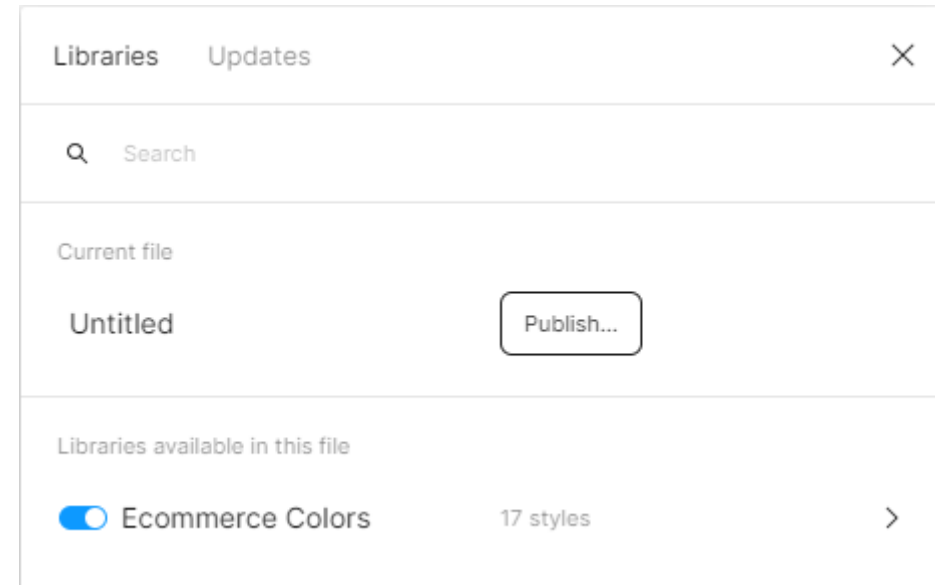 Libraries Updates
Search
Current file
Untitled Publish...
Libraries available in this file
Ecommerce Colors 17 styles